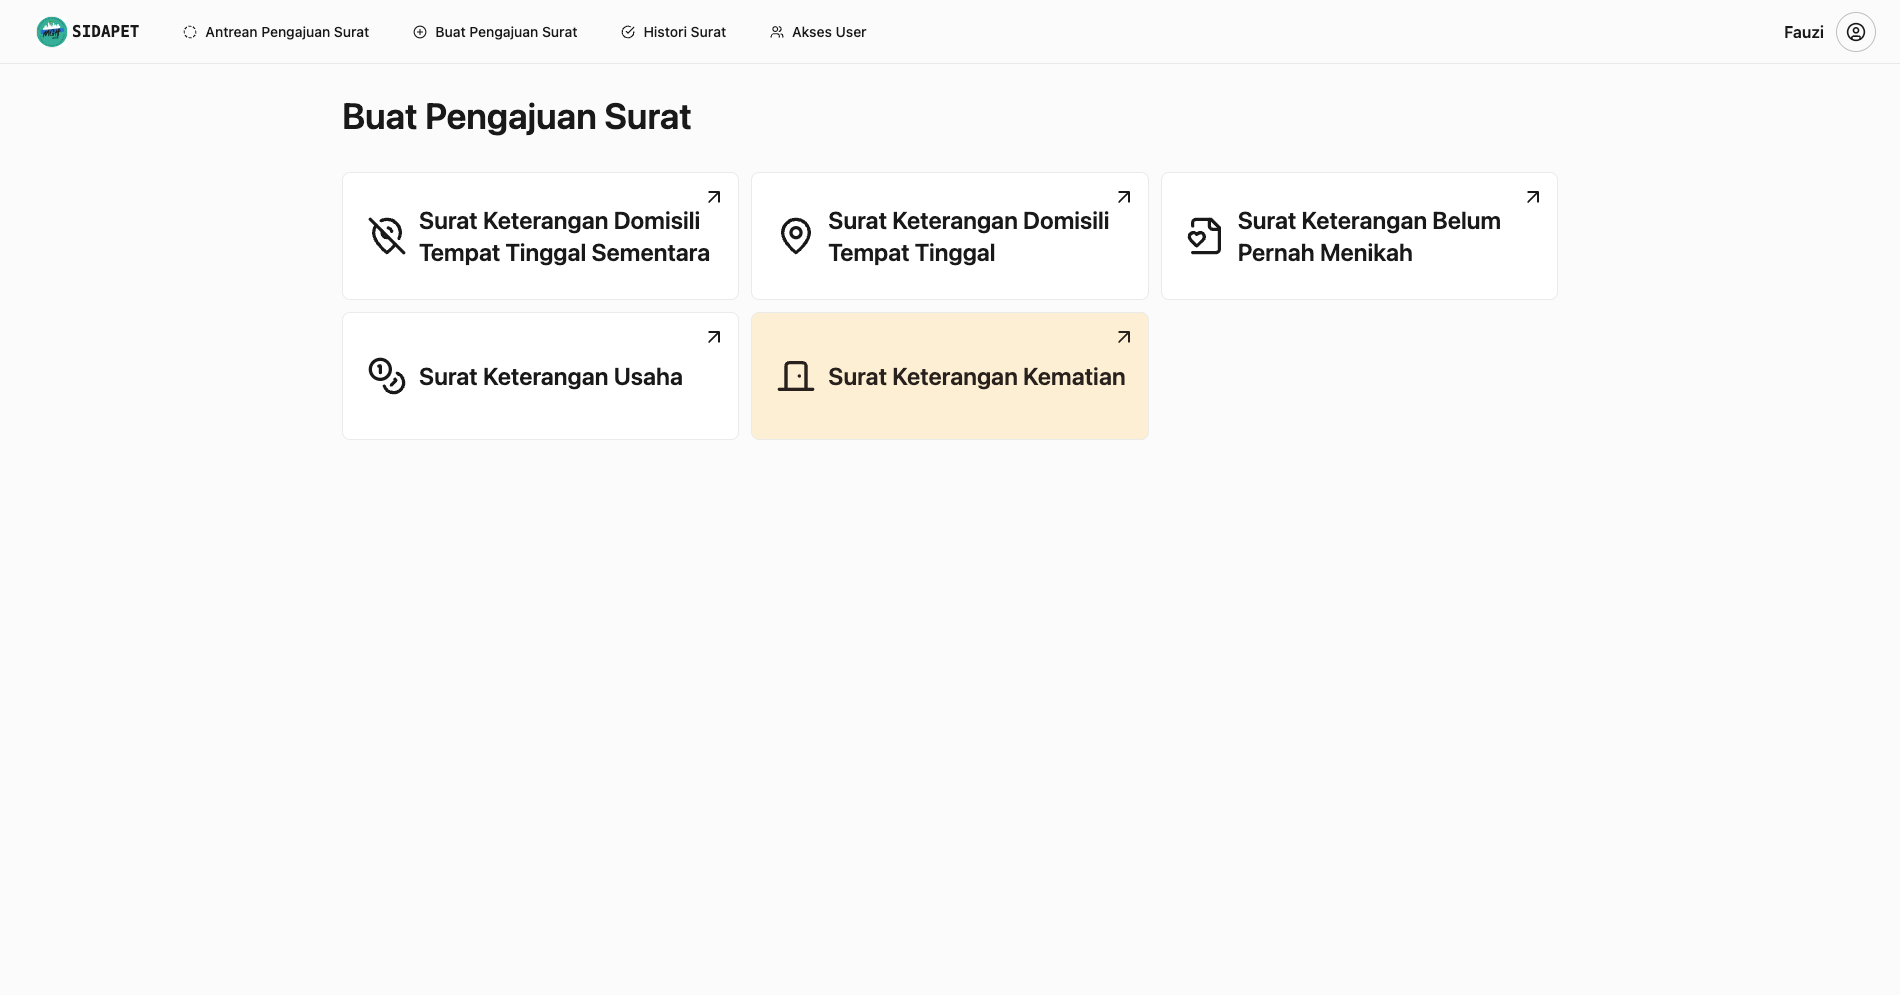 SIDAPET
Antrean Pengajuan Surat
Buat Pengajuan Surat
Histori Surat
Akses User
Fauzi
Buat Pengajuan Surat
Surat Keterangan Domisili
Tempat Tinggal Sementara
Surat Keterangan Domisili
Tempat Tinggal
Surat Keterangan Belum
Pernah Menikah
Surat Keterangan Usaha
Surat Keterangan Kematian